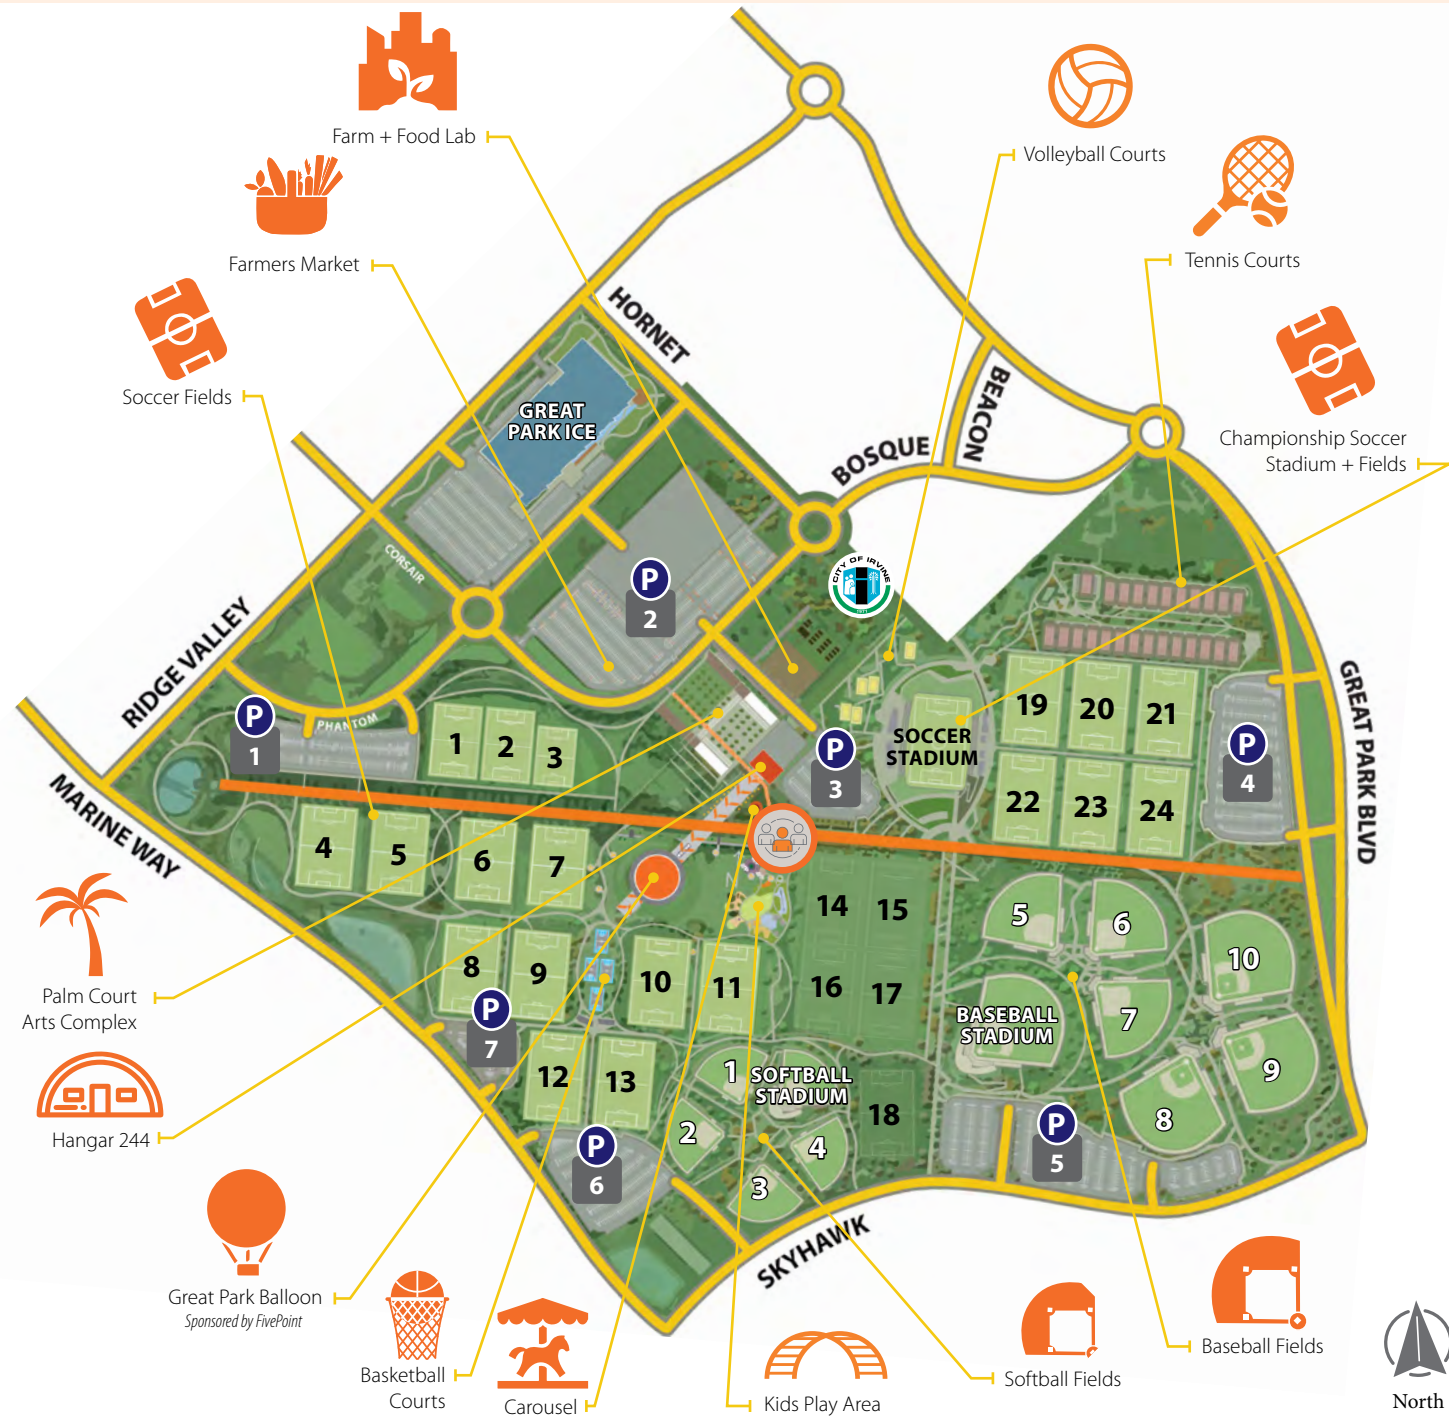 Farm + Food Lab
Volleyball Courts
Farmers Market
Tennis Courts
Soccer Fields
Championship Soccer
Stadium + Fields
HORNET
BEACON
BOSQUE
GREAT
PARK ICE
CORSAIR
CITY OF IRVINE
1971
RIDGE VALLEY
MARINE WAY
PHANTOM
GREAT PARK BLVD
SKYHAWK
P
1
P
2
P
3
P
4
P
5
P
6
P
7
SOCCER
STADIUM
1
2
3
4
5
6
7
8
9
10
11
12
13
14
15
16
17
18
19
20
21
22
23
24
BASEBALL
STADIUM
5
6
7
8
9
10
SOFTBALL
STADIUM
1
2
3
4
Palm Court
Arts Complex
Hangar 244
Great Park Balloon
Sponsored by FivePoint
Basketball
Courts
Carousel
Kids Play Area
Softball Fields
Baseball Fields
North